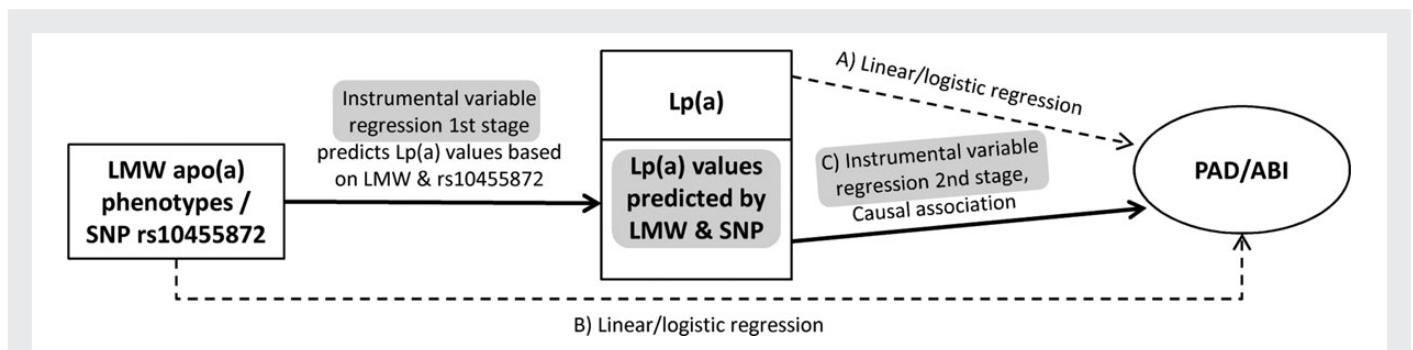 LMW apo(a)
phenotypes /
SNP rs10455872
Instrumental variable
regression 1st stage
predicts Lp(a) values based
on LMW & rs10455872
Lp(a)
Lp(a) values
predicted by
LMW & SNP
A) Linear/logistic regression
C) Instrumental variable
regression 2nd stage,
Causal association
PAD/ABI
B) Linear/logistic regression